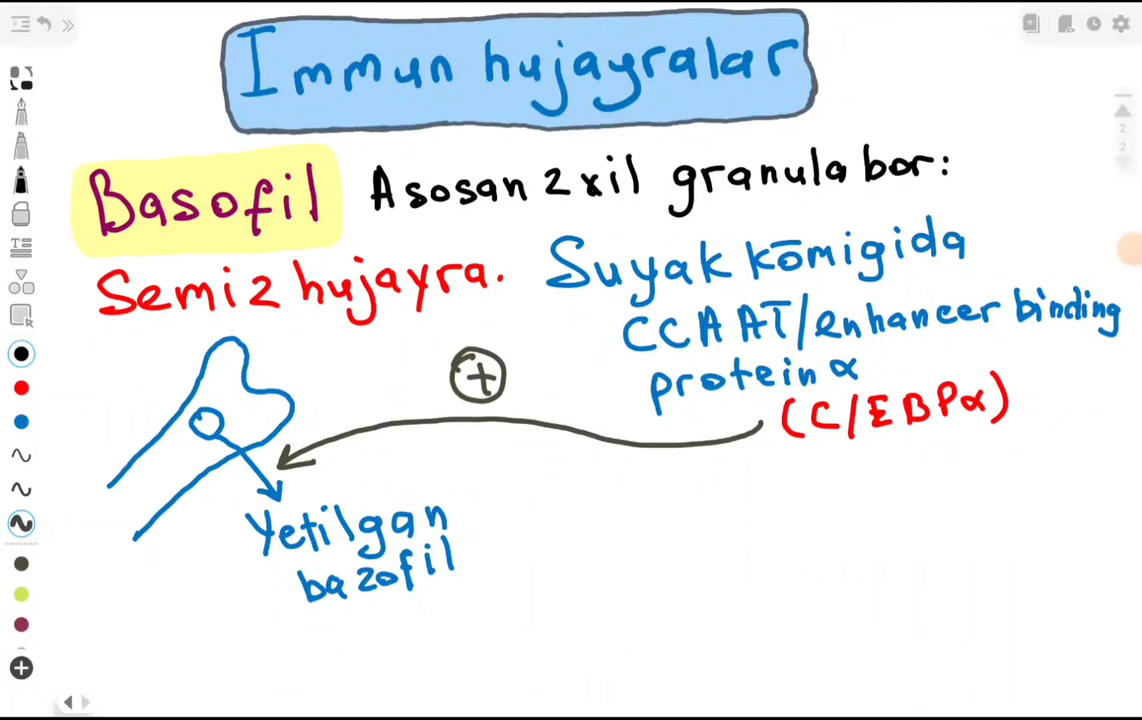 Immun hujayralar
Basofil
Asosan 2 xil granula bor:
Semiz hujayra.
Suyak kōmigida
CCAAT/enhancer binding
protein α
(C/EBPα)
+
Yetilgan
bazofil